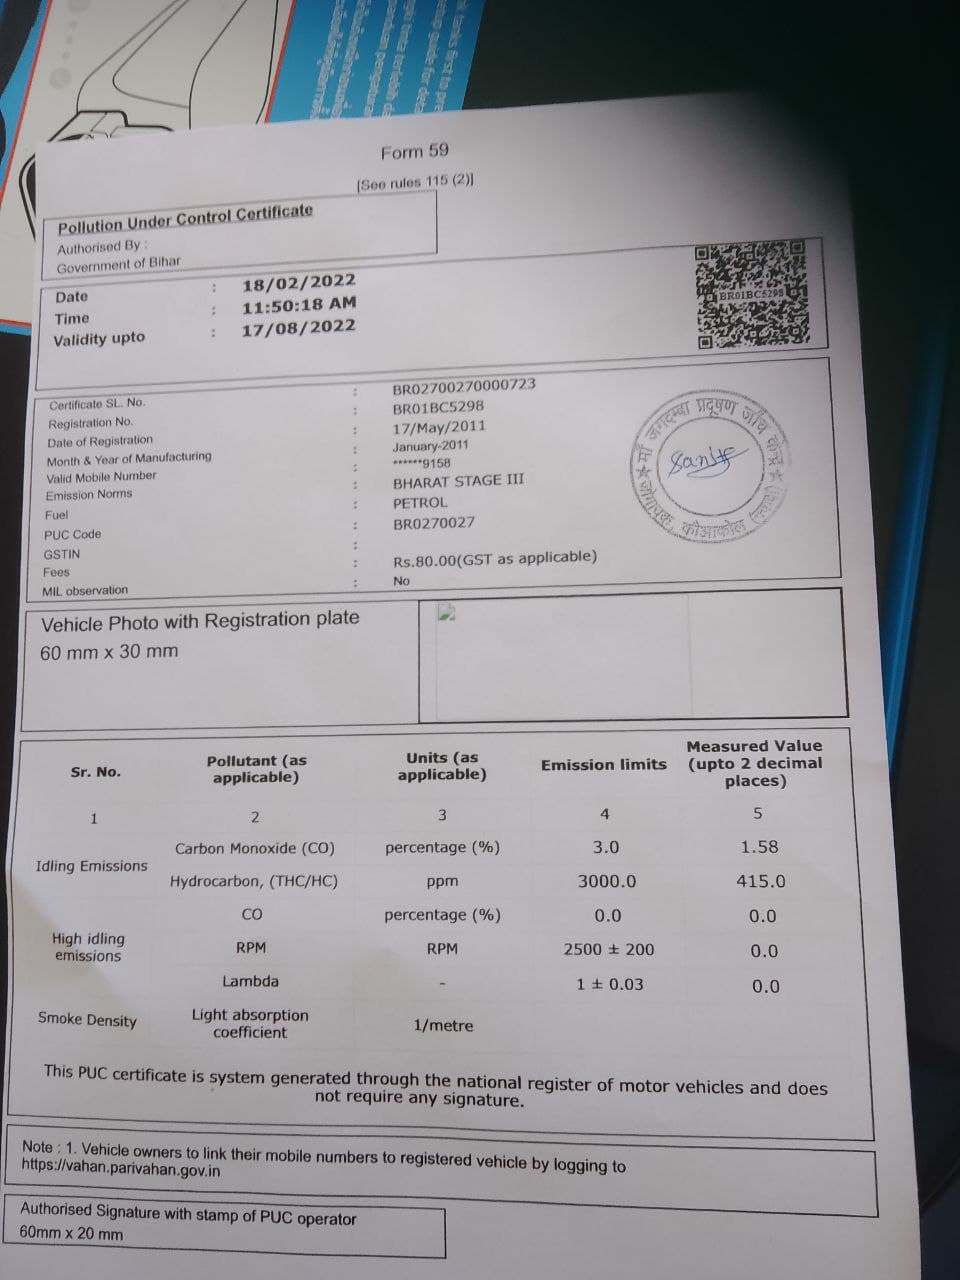 Form 59
[See rules 115 (2)]
Pollution Under Control Certificate
Authorised By :
Government of Bihar
Date : 18/02/2022
Time : 11:50:18 AM
Validity upto : 17/08/2022
BR01BC5298
Certificate SL. No. : BR02700270000723
Registration No. : BR01BC5298
Date of Registration : 17/May/2011
Month & Year of Manufacturing : January-2011
Valid Mobile Number : ******9158
Emission Norms : BHARAT STAGE III
Fuel : PETROL
PUC Code : BR0270027
GSTIN :
Fees : Rs.80.00(GST as applicable)
MIL observation : No
माँ जगदम्बा प्रदूषण जाँच केन्द्र
कौआकोल
Vehicle Photo with Registration plate
60 mm x 30 mm
Sr. No. Pollutant (as applicable) Units (as applicable) Emission limits Measured Value (upto 2 decimal places)
1 2 3 4 5
Idling Emissions Carbon Monoxide (CO) percentage (%) 3.0 1.58
Hydrocarbon, (THC/HC) ppm 3000.0 415.0
High idling emissions CO percentage (%) 0.0 0.0
RPM RPM 2500 ± 200 0.0
Lambda - 1 ± 0.03 0.0
Smoke Density Light absorption coefficient 1/metre
This PUC certificate is system generated through the national register of motor vehicles and does
not require any signature.
Note : 1. Vehicle owners to link their mobile numbers to registered vehicle by logging to
https://vahan.parivahan.gov.in
Authorised Signature with stamp of PUC operator
60mm x 20 mm